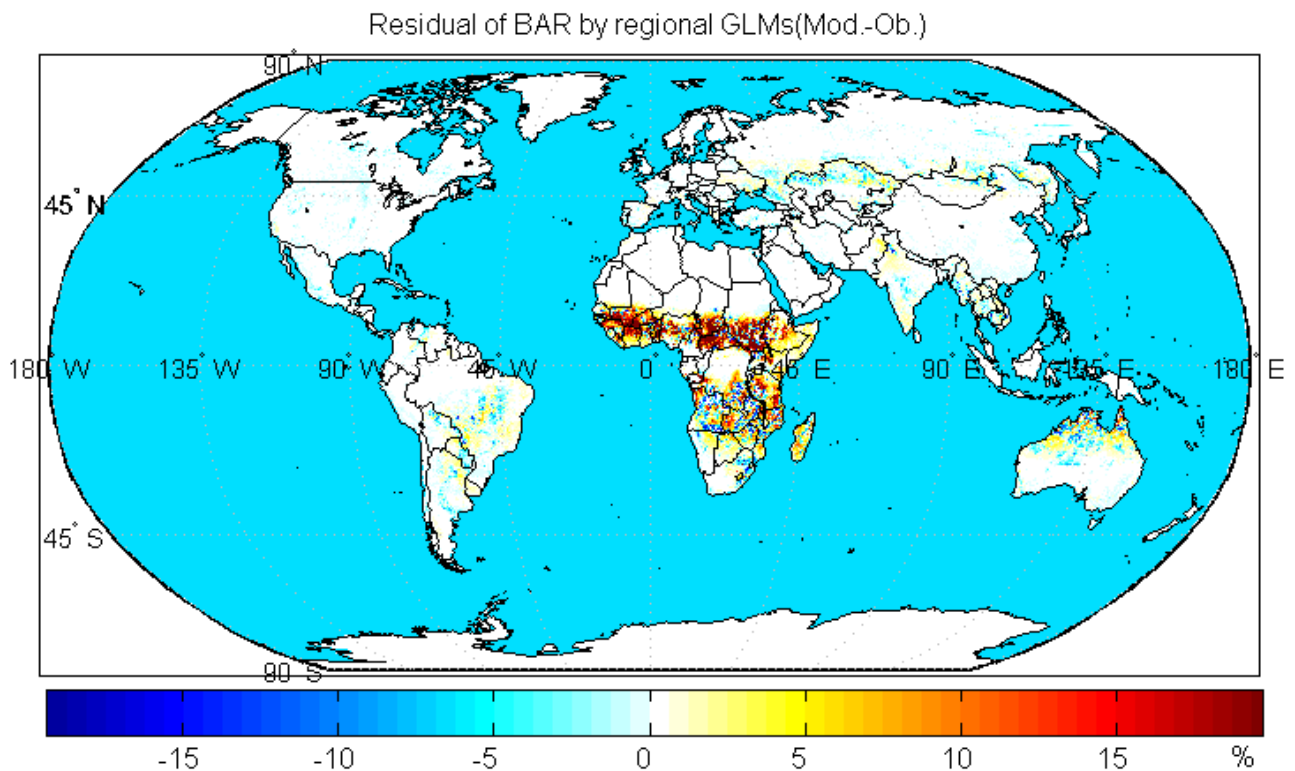 Residual of BAR by regional GLMs(Mod.-Ob.)
90° N
45° N
180° W 135° W 90° W 45° W 0° 45° E 90° E 135° E 180° E
45° S
90° S
-15 -10 -5 0 5 10 15 %